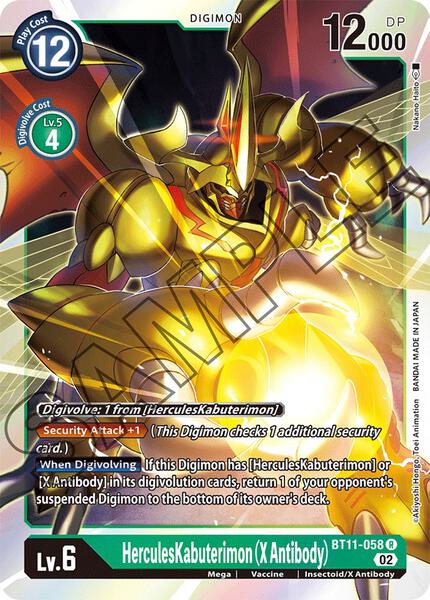 DIGIMON
Play Cost
12
12000
DP
Digivolve Cost
Lv.5
4
Nakano Haito
SAMPLE
Digivolve: 1 from [HerculesKabuterimon]
Security Attack +1 (This Digimon checks 1 additional security
card.)
When Digivolving If this Digimon has [HerculesKabuterimon] or
[X Antibody] in its digivolution cards, return 1 of your opponent's
suspended Digimon to the bottom of its owner's deck.
©Akiyoshi Hongo, Toei Animation BANDAI MADE IN JAPAN
Lv.6
HerculesKabuterimon (X Antibody)
BT11-058 R
02
Mega | Vaccine | Insectoid/X Antibody